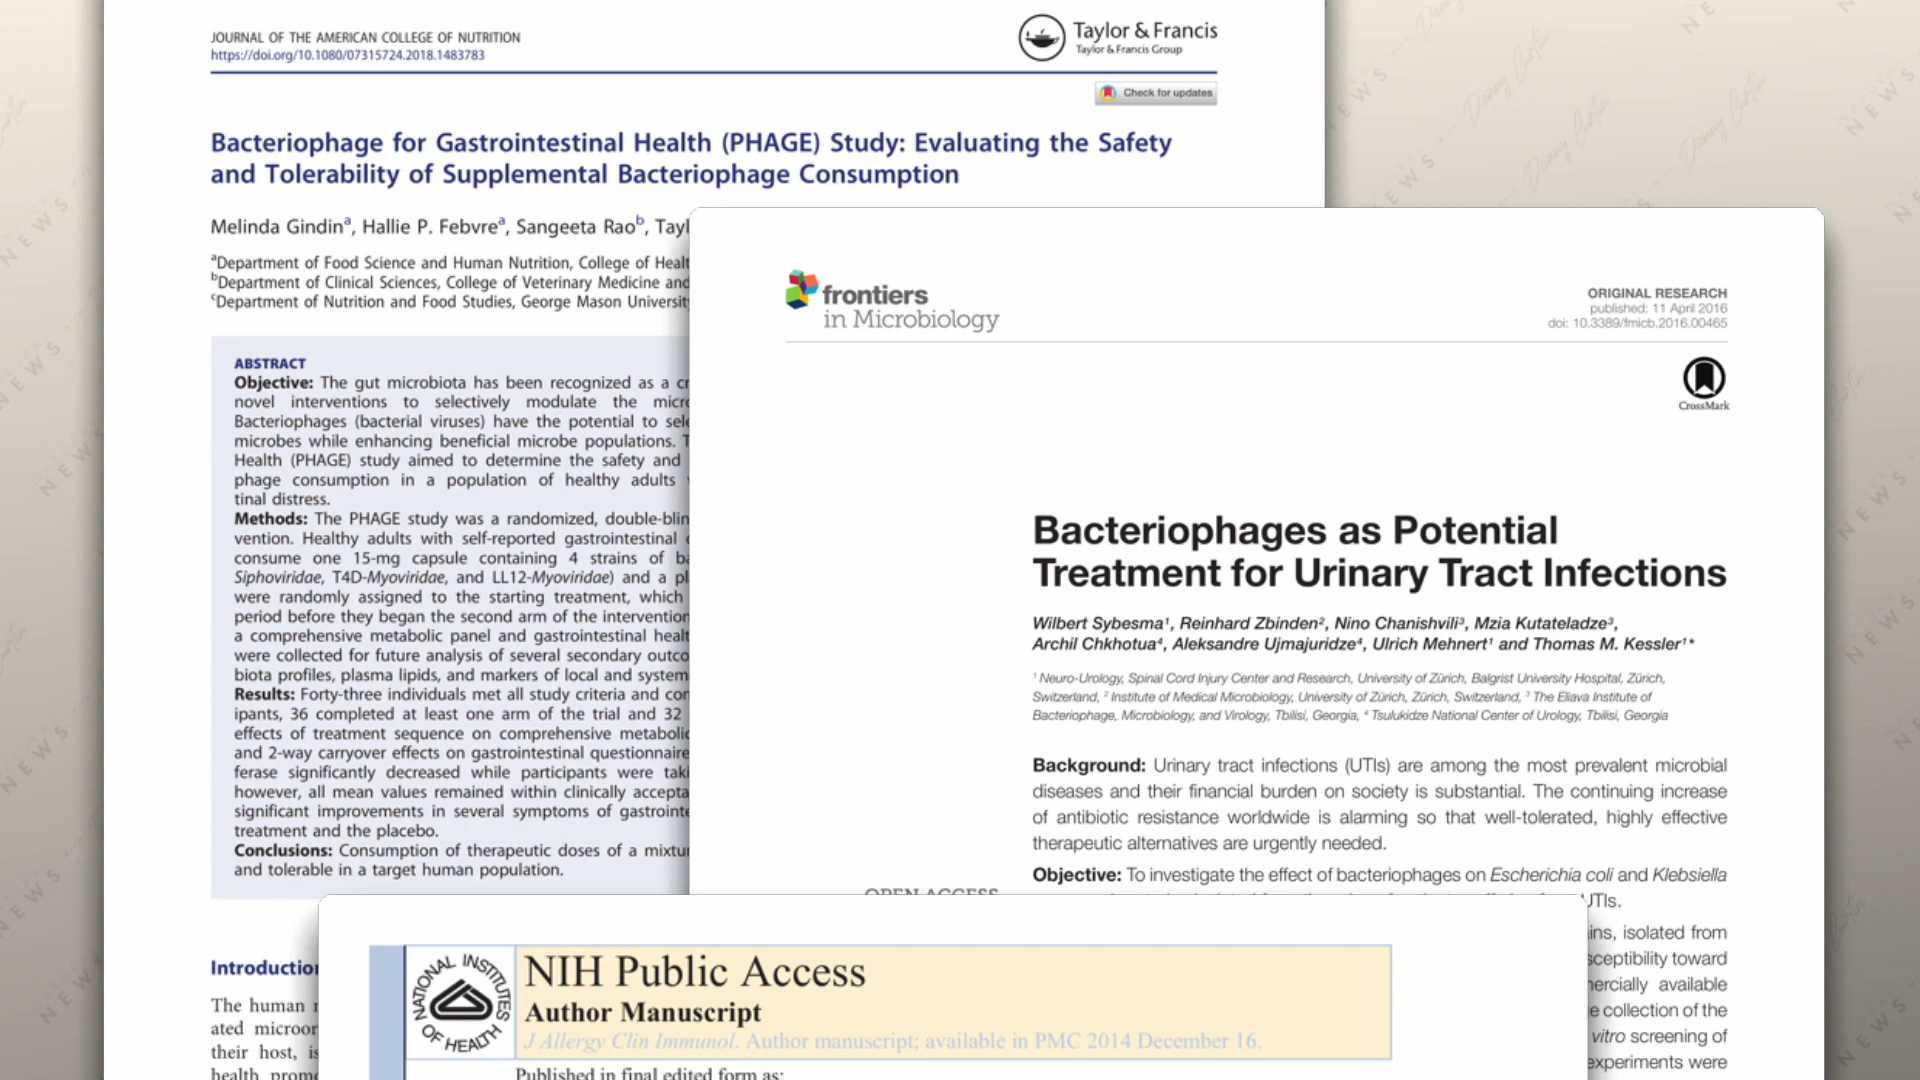 JOURNAL OF THE AMERICAN COLLEGE OF NUTRITION
https://doi.org/10.1080/07315724.2018.1483783
Taylor & Francis
Taylor & Francis Group
Check for updates
Bacteriophage for Gastrointestinal Health (PHAGE) Study: Evaluating the Safety
and Tolerability of Supplemental Bacteriophage Consumption
Melinda Gindinᵃ, Hallie P. Febvreᵃ, Sangeeta Raoᵇ, Tayl
ᵃDepartment of Food Science and Human Nutrition, College of Healt
ᵇDepartment of Clinical Sciences, College of Veterinary Medicine and
ᶜDepartment of Nutrition and Food Studies, George Mason University
ABSTRACT
Objective: The gut microbiota has been recognized as a cr
novel interventions to selectively modulate the micr
Bacteriophages (bacterial viruses) have the potential to sele
microbes while enhancing beneficial microbe populations. T
Health (PHAGE) study aimed to determine the safety and
phage consumption in a population of healthy adults
tinal distress.
Methods: The PHAGE study was a randomized, double-blin
vention. Healthy adults with self-reported gastrointestinal
consume one 15-mg capsule containing 4 strains of ba
Siphoviridae, T4D-Myoviridae, and LL12-Myoviridae) and a pl
were randomly assigned to the starting treatment, which
period before they began the second arm of the intervention
a comprehensive metabolic panel and gastrointestinal healt
were collected for future analysis of several secondary outco
biota profiles, plasma lipids, and markers of local and system
Results: Forty-three individuals met all study criteria and con
ipants, 36 completed at least one arm of the trial and 32
effects of treatment sequence on comprehensive metabolic
and 2-way carryover effects on gastrointestinal questionnaire
ferase significantly decreased while participants were taki
however, all mean values remained within clinically accepta
significant improvements in several symptoms of gastrointe
treatment and the placebo.
Conclusions: Consumption of therapeutic doses of a mixtur
and tolerable in a target human population.
Introduction
The human
ated microor
their host, is
health prom
frontiers
in Microbiology
ORIGINAL RESEARCH
published: 11 April 2016
doi: 10.3389/fmicb.2016.00465
CrossMark
Bacteriophages as Potential
Treatment for Urinary Tract Infections
Wilbert Sybesma¹, Reinhard Zbinden², Nino Chanishvili³, Mzia Kutateladze³,
Archil Chkhotua⁴, Aleksandre Ujmajuridze⁴, Ulrich Mehnert¹ and Thomas M. Kessler¹*
¹ Neuro-Urology, Spinal Cord Injury Center and Research, University of Zürich, Balgrist University Hospital, Zürich,
Switzerland, ² Institute of Medical Microbiology, University of Zürich, Zürich, Switzerland, ³ The Eliava Institute of
Bacteriophage, Microbiology, and Virology, Tbilisi, Georgia, ⁴ Tsulukidze National Center of Urology, Tbilisi, Georgia
Background: Urinary tract infections (UTIs) are among the most prevalent microbial
diseases and their financial burden on society is substantial. The continuing increase
of antibiotic resistance worldwide is alarming so that well-tolerated, highly effective
therapeutic alternatives are urgently needed.
Objective: To investigate the effect of bacteriophages on Escherichia coli and Klebsiella
UTIs.
ins, isolated from
sceptibility toward
ercially available
e collection of the
vitro screening of
experiments were
OPEN ACCESS
NATIONAL INSTITUTES OF HEALTH
NIH Public Access
Author Manuscript
J Allergy Clin Immunol. Author manuscript; available in PMC 2014 December 16.
Published in final edited form as:
NEWS
Danny Curtin